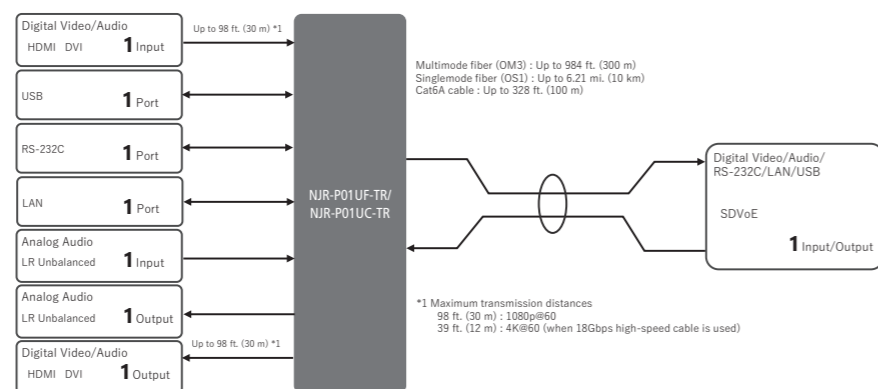 Digital Video/Audio
HDMI DVI 1 Input
Up to 98 ft. (30 m) *1
USB
1 Port
RS-232C
1 Port
LAN
1 Port
Analog Audio
LR Unbalanced 1 Input
Analog Audio
LR Unbalanced 1 Output
Digital Video/Audio
HDMI DVI 1 Output
Up to 98 ft. (30 m) *1
NJR-P01UF-TR/
NJR-P01UC-TR
Multimode fiber (OM3) : Up to 984 ft. (300 m)
Singlemode fiber (OS1) : Up to 6.21 mi. (10 km)
Cat6A cable : Up to 328 ft. (100 m)
Digital Video/Audio/
RS-232C/LAN/USB
SDVoE
1 Input/Output
*1 Maximum transmission distances
98 ft. (30 m) : 1080p@60
39 ft. (12 m) : 4K@60 (when 18Gbps high-speed cable is used)